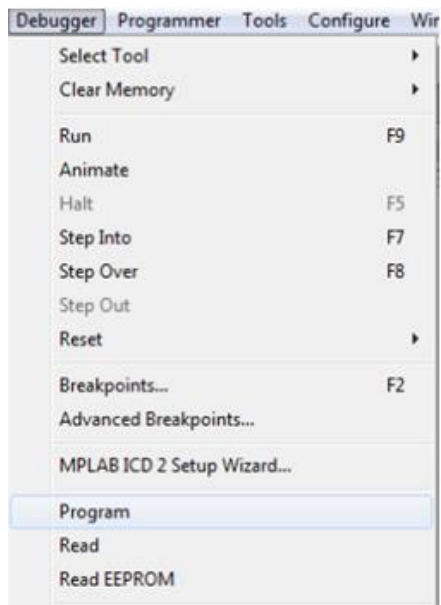 Debugger Programmer Tools Configure
Select Tool
Clear Memory
Run F9
Animate
Halt F5
Step Into F7
Step Over F8
Step Out
Reset
Breakpoints... F2
Advanced Breakpoints...
MPLAB ICD 2 Setup Wizard...
Program
Read
Read EEPROM